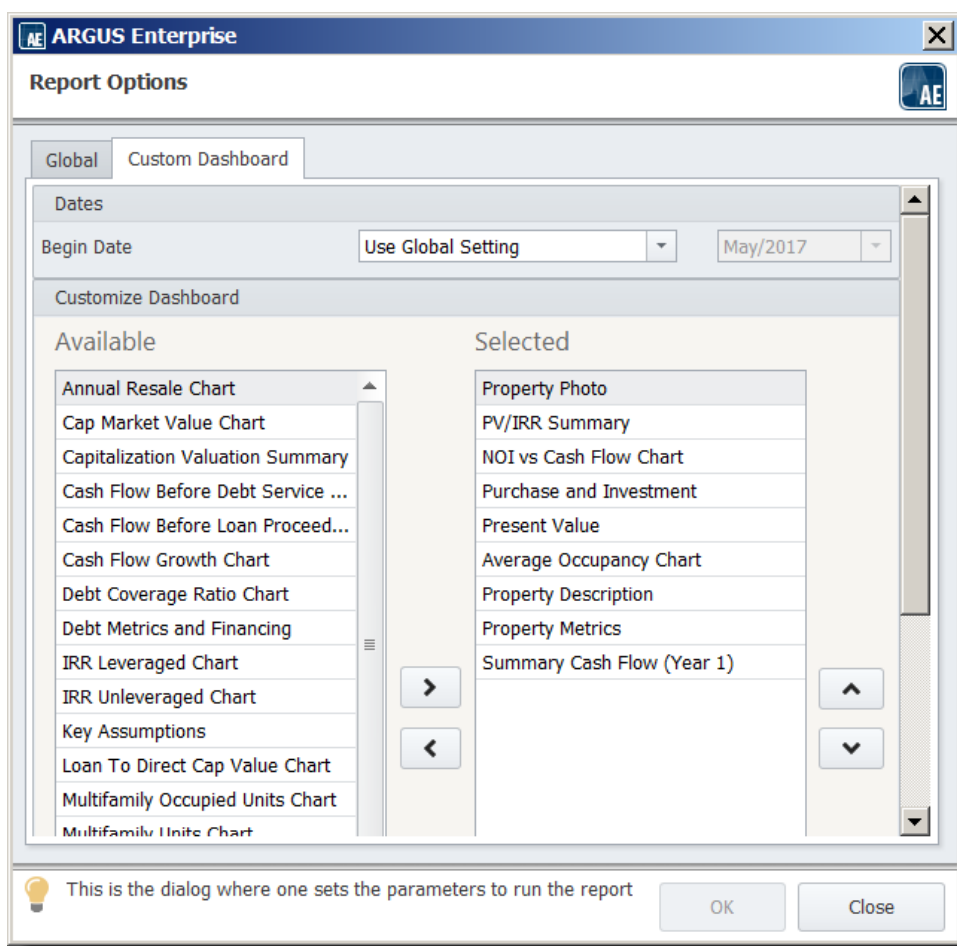 AE ARGUS Enterprise
Report Options
AE
Global Custom Dashboard
Dates
Begin Date Use Global Setting May/2017
Customize Dashboard
Available
Annual Resale Chart
Cap Market Value Chart
Capitalization Valuation Summary
Cash Flow Before Debt Service ...
Cash Flow Before Loan Proceed...
Cash Flow Growth Chart
Debt Coverage Ratio Chart
Debt Metrics and Financing
IRR Leveraged Chart
IRR Unleveraged Chart
Key Assumptions
Loan To Direct Cap Value Chart
Multifamily Occupied Units Chart
Multifamily Units Chart
Selected
Property Photo
PV/IRR Summary
NOI vs Cash Flow Chart
Purchase and Investment
Present Value
Average Occupancy Chart
Property Description
Property Metrics
Summary Cash Flow (Year 1)
This is the dialog where one sets the parameters to run the report
OK Close